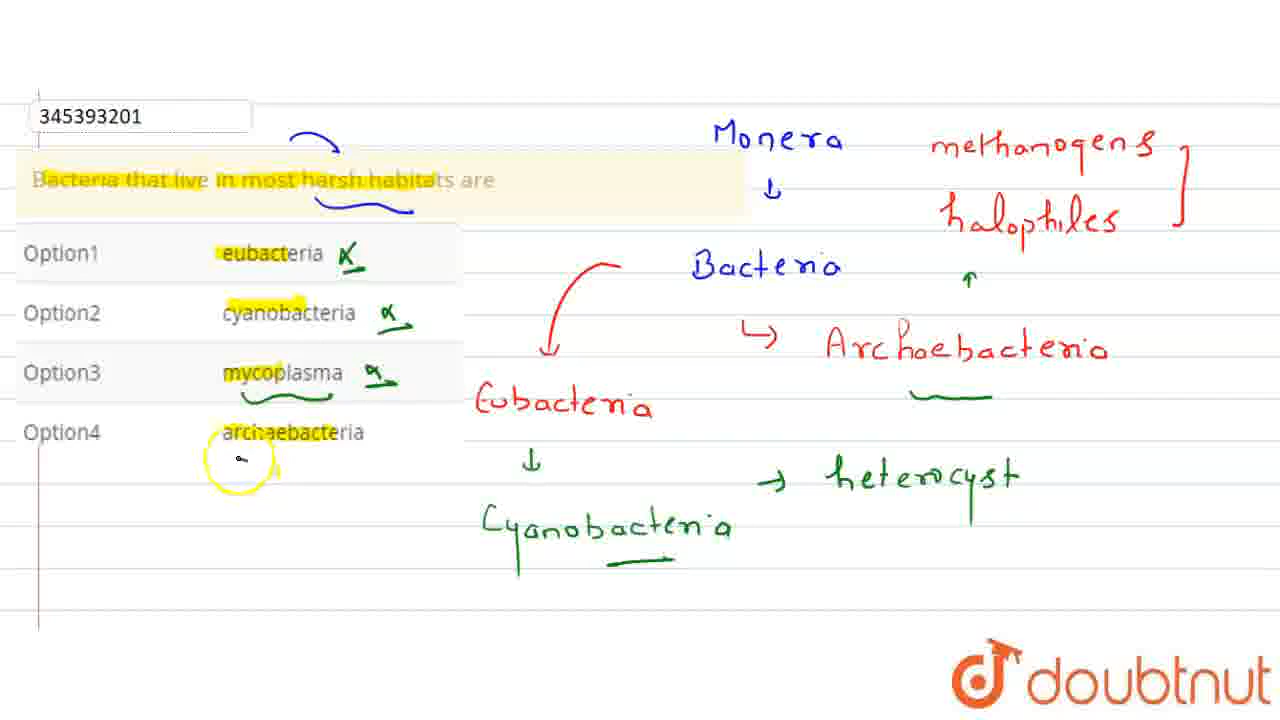 345393201
Bacteria that live in most harsh habitats are
Option1 eubacteria
Option2 cyanobacteria
Option3 mycoplasma
Option4 archaebacteria
Monera
methanogens
halophiles
Bacteria
Archaebacteria
Eubacteria
heterocyst
Cyanobacteria
doubtnut